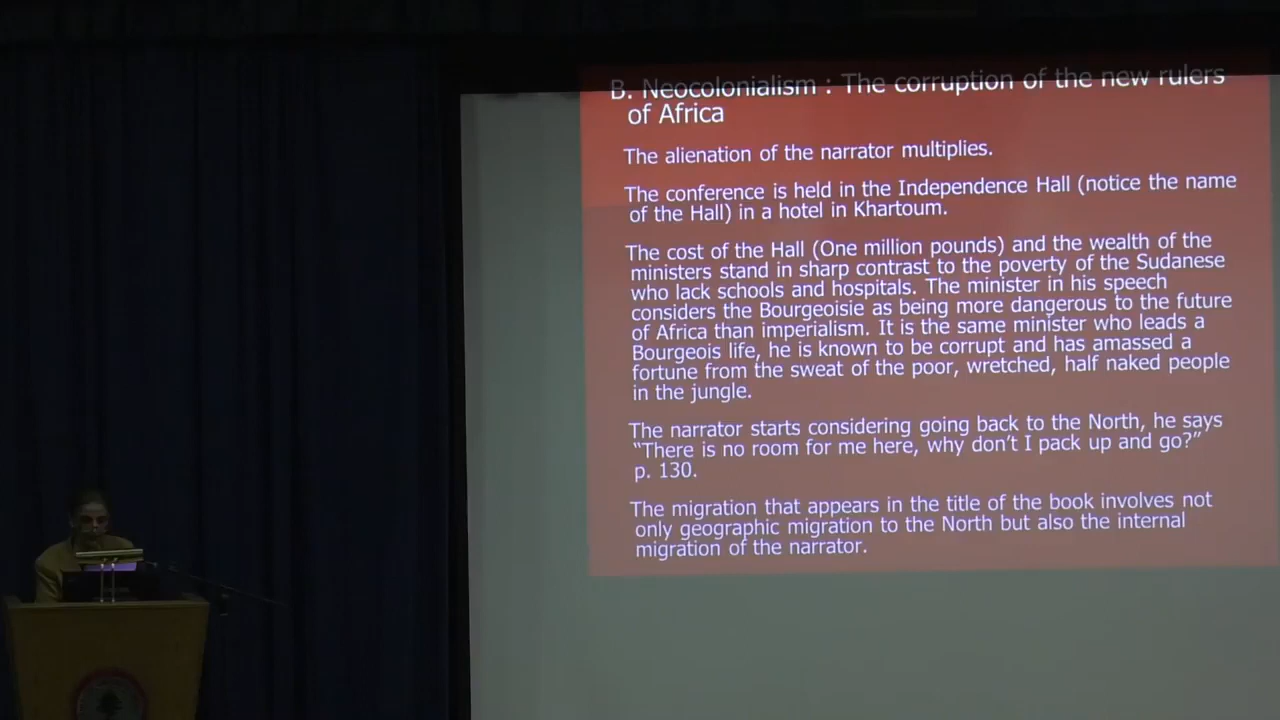 B. Neocolonialism : The corruption of the new rulers
of Africa
The alienation of the narrator multiplies.
The conference is held in the Independence Hall (notice the name
of the Hall) in a hotel in Khartoum.
The cost of the Hall (One million pounds) and the wealth of the
ministers stand in sharp contrast to the poverty of the Sudanese
who lack schools and hospitals. The minister in his speech
considers the Bourgeoisie as being more dangerous to the future
of Africa than imperialism. It is the same minister who leads a
Bourgeois life, he is known to be corrupt and has amassed a
fortune from the sweat of the poor, wretched, half naked people
in the jungle.
The narrator starts considering going back to the North, he says
“There is no room for me here, why don’t I pack up and go?”
p. 130.
The migration that appears in the title of the book involves not
only geographic migration to the North but also the internal
migration of the narrator.